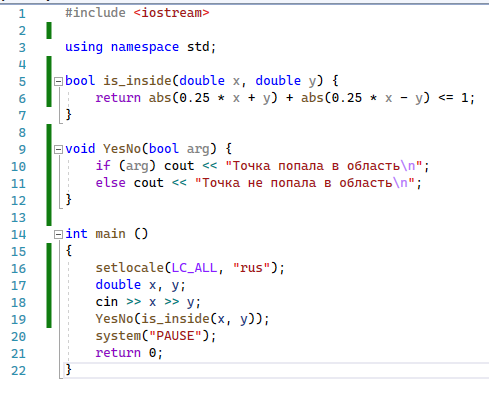 1 #include <iostream>
2
3 using namespace std;
4
5 bool is_inside(double x, double y) {
6     return abs(0.25 * x + y) + abs(0.25 * x - y) <= 1;
7 }
8
9 void YesNo(bool arg) {
10     if (arg) cout << "Точка попала в область\n";
11     else cout << "Точка не попала в область\n";
12 }
13
14 int main ()
15 {
16     setlocale(LC_ALL, "rus");
17     double x, y;
18     cin >> x >> y;
19     YesNo(is_inside(x, y));
20     system("PAUSE");
21     return 0;
22 }